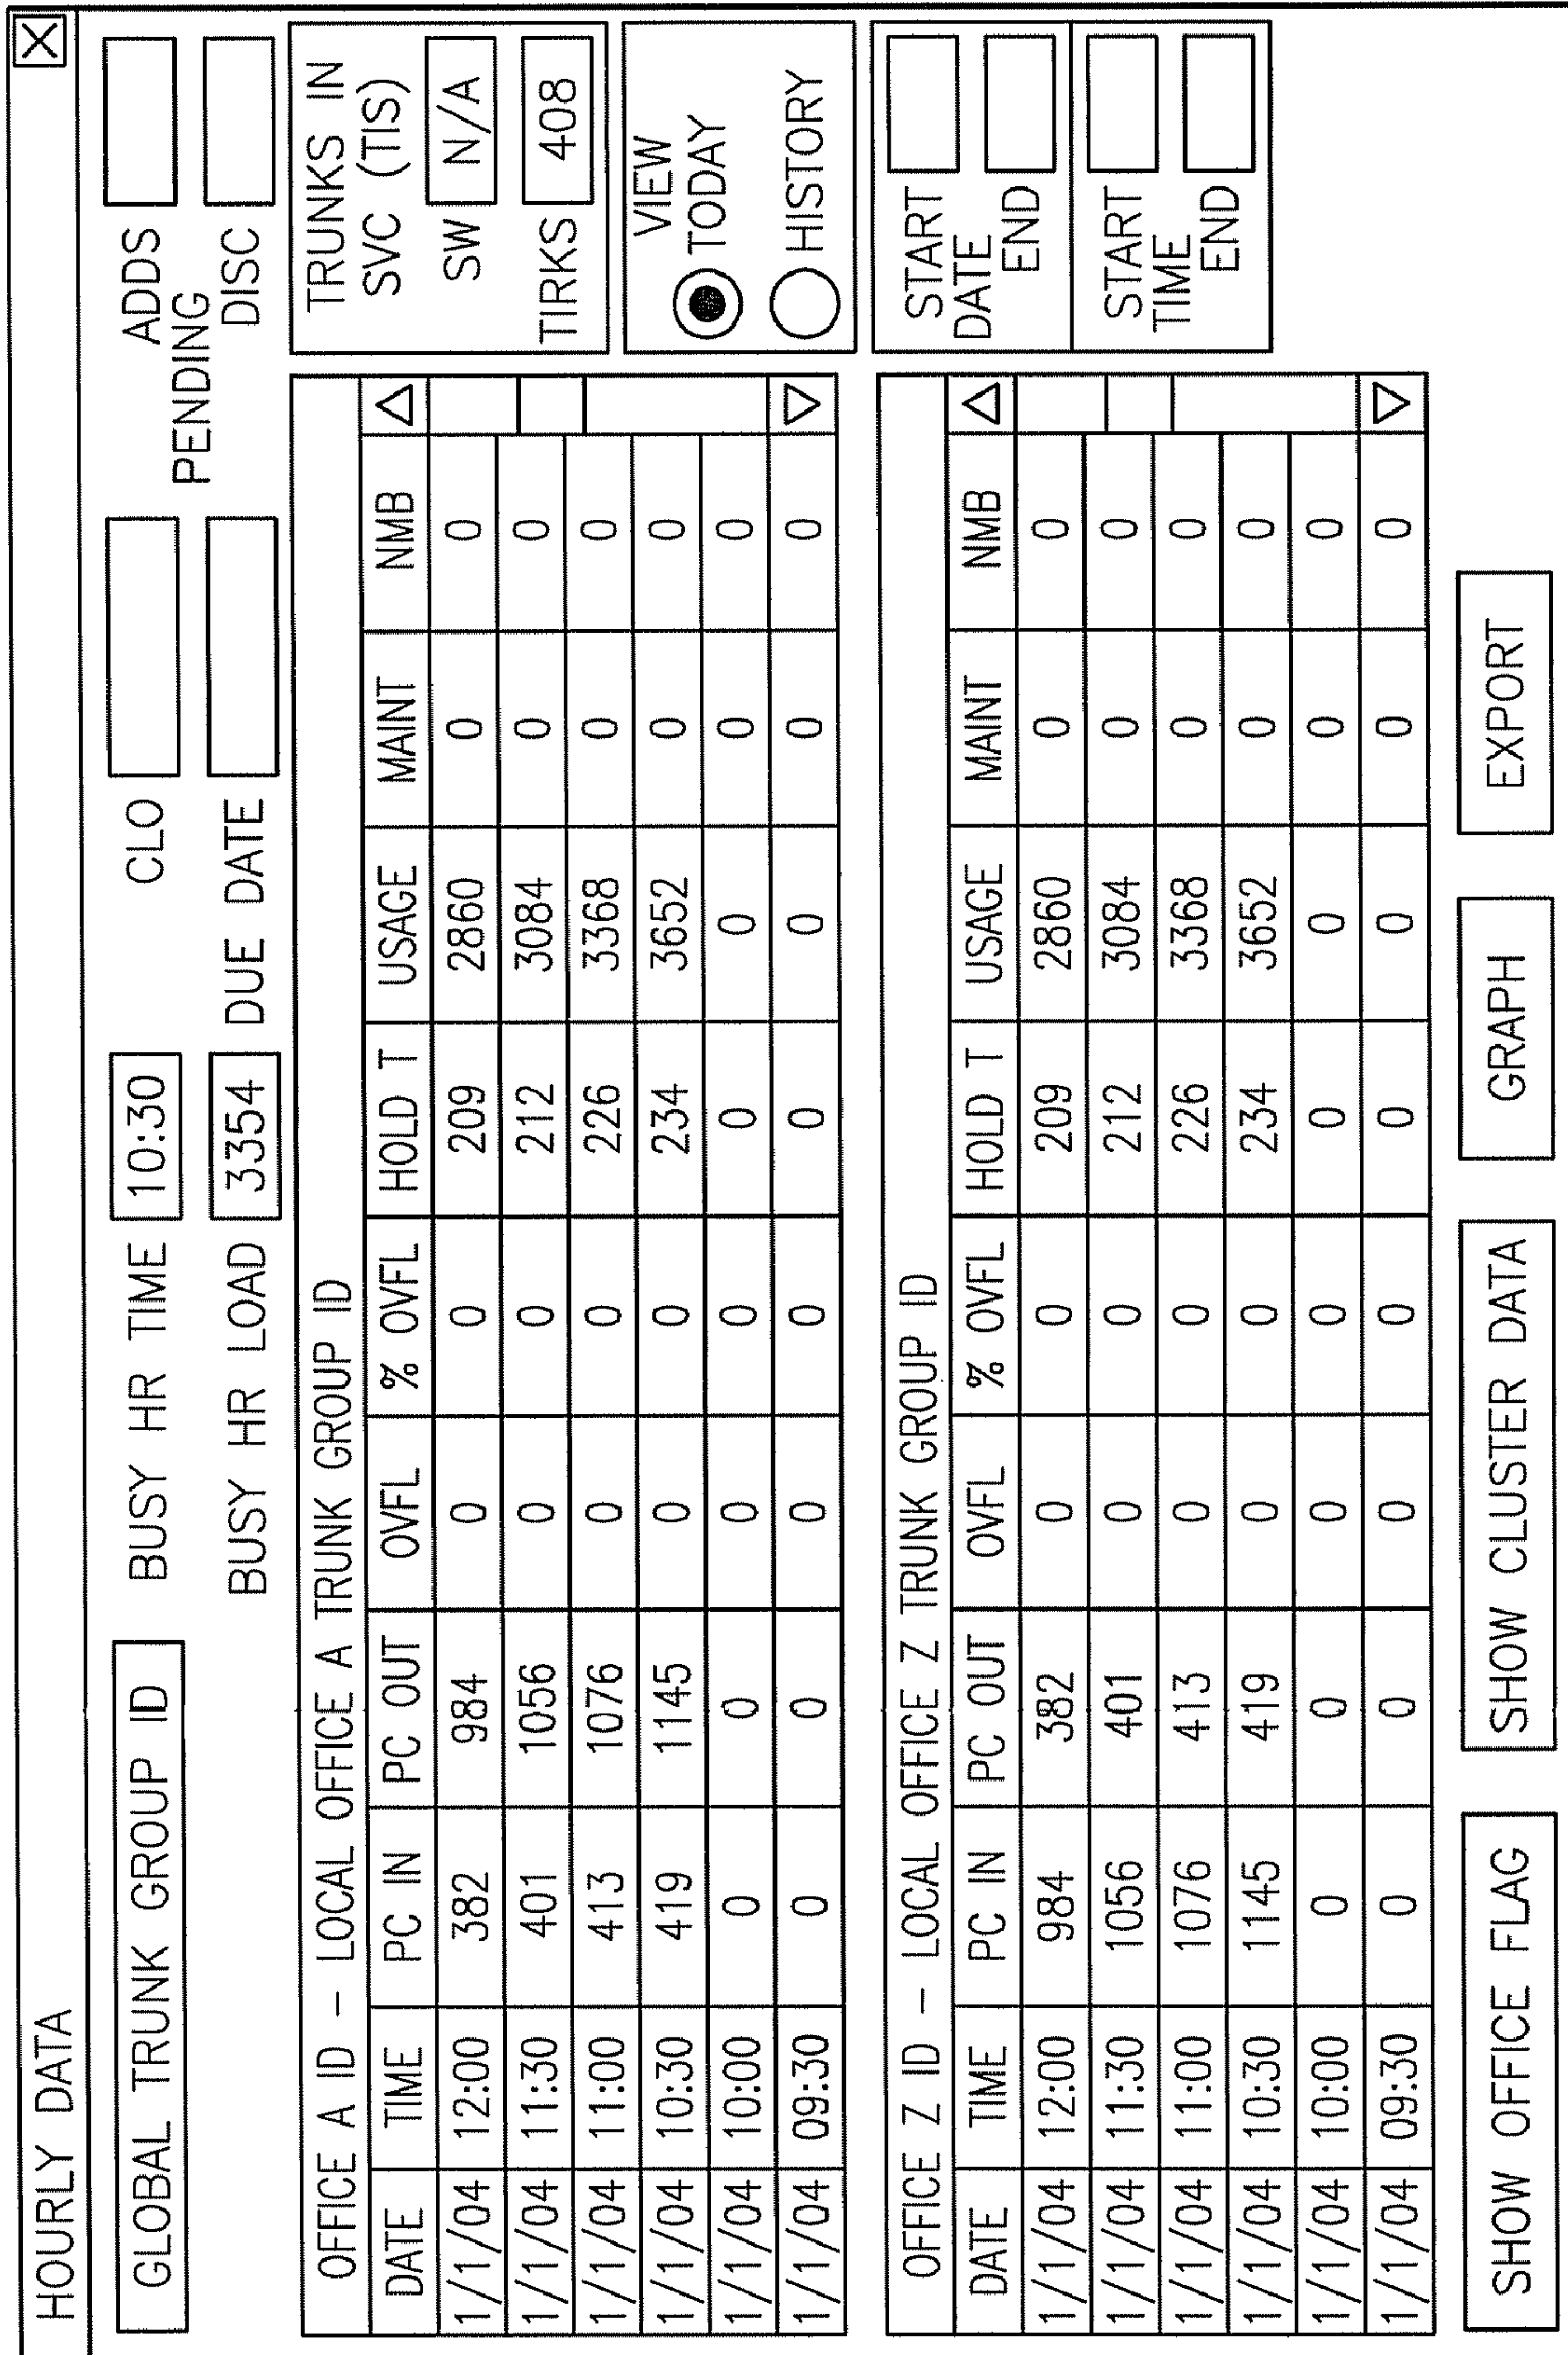 HOURLY DATA X
GLOBAL TRUNK GROUP ID BUSY HR TIME 10:30 CLO ADDS
PENDING
BUSY HR LOAD 3354 DUE DATE DISC
OFFICE A ID – LOCAL OFFICE A TRUNK GROUP ID
DATE TIME PC IN PC OUT OVFL % OVFL HOLD T USAGE MAINT NMB
1/1/04 12:00 382 984 0 0 209 2860 0 0
1/1/04 11:30 401 1056 0 0 212 3084 0 0
1/1/04 11:00 413 1076 0 0 226 3368 0 0
1/1/04 10:30 419 1145 0 0 234 3652 0 0
1/1/04 10:00 0 0 0 0 0 0 0 0
1/1/04 09:30 0 0 0 0 0 0 0 0
TRUNKS IN
SVC (TIS)
SW N/A
TIRKS 408
VIEW
TODAY
HISTORY
OFFICE Z ID – LOCAL OFFICE Z TRUNK GROUP ID
DATE TIME PC IN PC OUT OVFL % OVFL HOLD T USAGE MAINT NMB
1/1/04 12:00 984 382 0 0 209 2860 0 0
1/1/04 11:30 1056 401 0 0 212 3084 0 0
1/1/04 11:00 1076 413 0 0 226 3368 0 0
1/1/04 10:30 1145 419 0 0 234 3652 0 0
1/1/04 10:00 0 0 0 0 0 0 0 0
1/1/04 09:30 0 0 0 0 0 0 0 0
START
DATE
END
START
TIME
END
SHOW OFFICE FLAG SHOW CLUSTER DATA GRAPH EXPORT